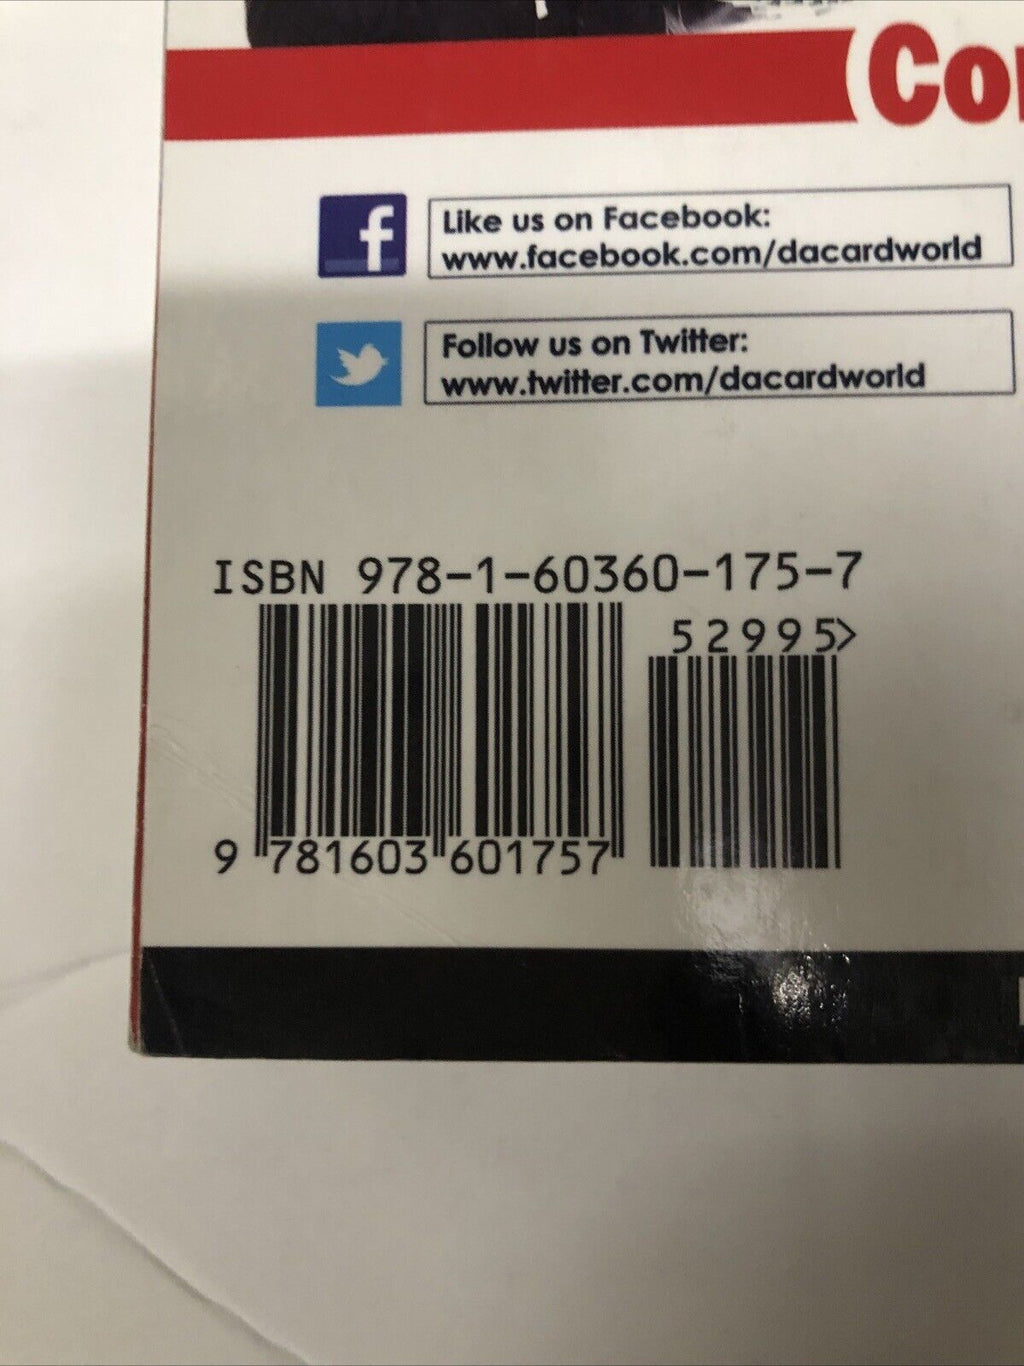 Like us on Facebook:
www.facebook.com/dacardworld
Follow us on Twitter:
www.twitter.com/dacardworld
ISBN 978-1-60360-175-7
52995>
9 781603 601757